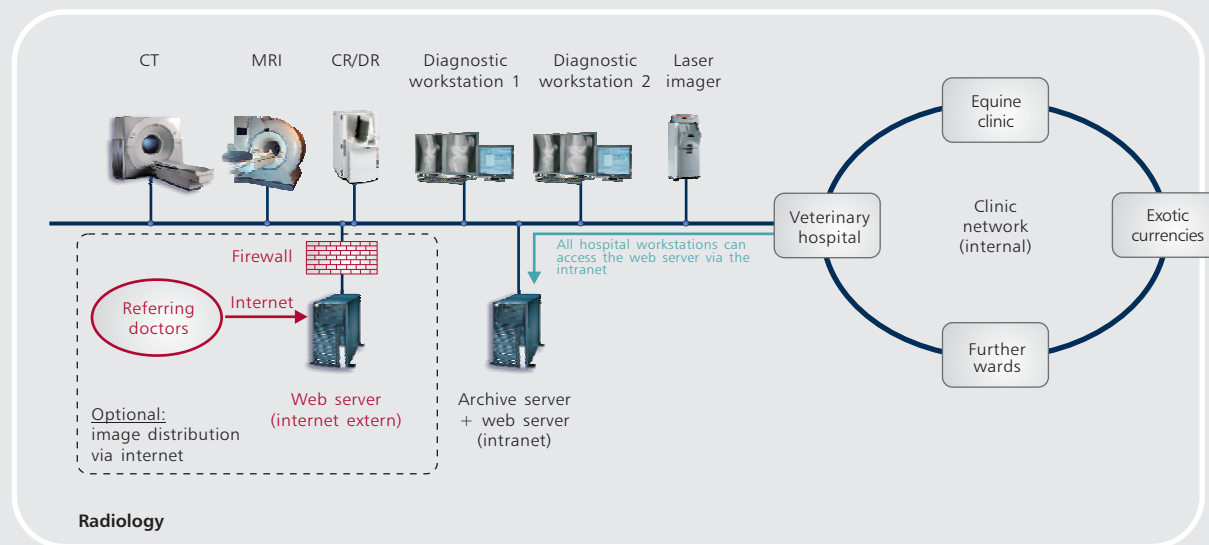 CT
MRI
CR/DR
Diagnostic
workstation 1
Diagnostic
workstation 2
Laser
imager
Equine
clinic
Veterinary
hospital
Clinic
network
(internal)
Exotic
currencies
Further
wards
All hospital workstations can
access the web server via the
intranet
Firewall
Referring
doctors
Internet
Web server
(internet extern)
Archive server
+ web server
(intranet)
Optional:
image distribution
via internet
Radiology